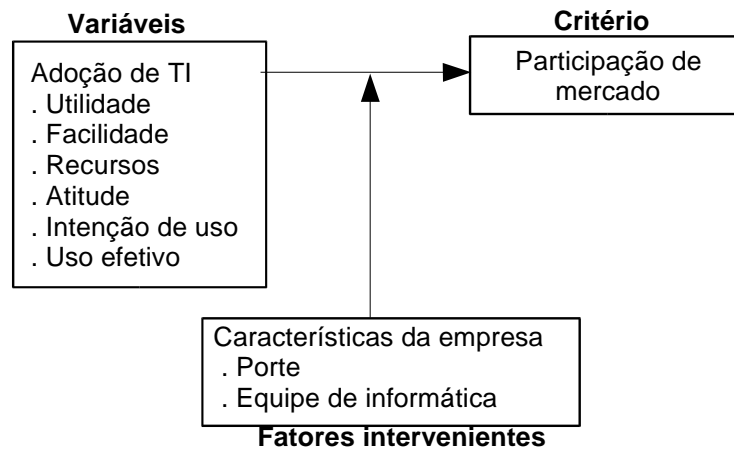 Variáveis
Adoção de TI
. Utilidade
. Facilidade
. Recursos
. Atitude
. Intenção de uso
. Uso efetivo
Critério
Participação de
mercado
Características da empresa
. Porte
. Equipe de informática
Fatores intervenientes